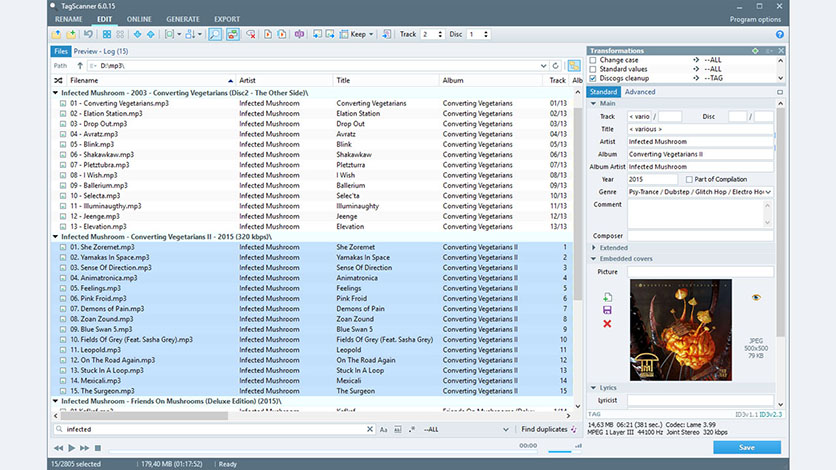 TagScanner 6.0.15
RENAME EDIT ONLINE GENERATE EXPORT Program options
Keep Track 2 Disc 1
Files Preview - Log (15)
Path D:\mp3\
Filename Artist Title Album Track Alb
Infected Mushroom - 2003 - Converting Vegetarians (Disc2 - The Other Side)\
01 - Converting Vegetarians.mp3 Infected Mushroom Converting Vegetarians Converting Vegetarians 01/13
02 - Elation Station.mp3 Infected Mushroom Elation Station Converting Vegetarians 02/13
03 - Drop Out.mp3 Infected Mushroom Drop Out Converting Vegetarians 03/13
04 - Avratz.mp3 Infected Mushroom Avratz Converting Vegetarians 04/13
05 - Blink.mp3 Infected Mushroom Blink Converting Vegetarians 05/13
06 - Shakawkaw.mp3 Infected Mushroom Shakawkaw Converting Vegetarians 06/13
07 - Pletzturra.mp3 Infected Mushroom Pletzturra Converting Vegetarians 07/13
08 - I Wish.mp3 Infected Mushroom I Wish Converting Vegetarians 08/13
09 - Ballerium.mp3 Infected Mushroom Ballerium Converting Vegetarians 09/13
10 - Selecta.mp3 Infected Mushroom Selecta Converting Vegetarians 10/13
11 - Illuminaughty.mp3 Infected Mushroom Illuminaughty Converting Vegetarians 11/13
12 - Jeenge.mp3 Infected Mushroom Jeenge Converting Vegetarians 12/13
13 - Elevation.mp3 Infected Mushroom Elevation Converting Vegetarians 13/13
Infected Mushroom - Converting Vegetarians II - 2015 (320 kbps)\
01. She Zoremet.mp3 Infected Mushroom She Zoremet Converting Vegetarians II 1
02. Yamakas In Space.mp3 Infected Mushroom Yamakas In Space Converting Vegetarians II 2
03. Sense Of Direction.mp3 Infected Mushroom Sense Of Direction Converting Vegetarians II 3
04. Animatronica.mp3 Infected Mushroom Animatronica Converting Vegetarians II 4
05. Feelings.mp3 Infected Mushroom Feelings Converting Vegetarians II 5
06. Pink Froid.mp3 Infected Mushroom Pink Froid Converting Vegetarians II 6
07. Demons of Pain.mp3 Infected Mushroom Demons of Pain Converting Vegetarians II 7
08. Zoan Zound.mp3 Infected Mushroom Zoan Zound Converting Vegetarians II 8
09. Blue Swan 5.mp3 Infected Mushroom Blue Swan 5 Converting Vegetarians II 9
10. Fields Of Grey (Feat. Sasha Grey).mp3 Infected Mushroom Fields Of Grey (Feat. Sasha Grey) Converting Vegetarians II 10
11. Leopold.mp3 Infected Mushroom Leopold Converting Vegetarians II 11
12. On The Road Again.mp3 Infected Mushroom On The Road Again Converting Vegetarians II 12
13. Stuck In A Loop.mp3 Infected Mushroom Stuck In A Loop Converting Vegetarians II 13
14. Mexicali.mp3 Infected Mushroom Mexicali Converting Vegetarians II 14
15. The Surgeon.mp3 Infected Mushroom The Surgeon Converting Vegetarians II 15
Infected Mushroom - Friends On Mushrooms (Deluxe Edition) (2015)\
infected Aa --ALL Find duplicates
00:00
15/2805 selected 179,40 MB (01:17:52) Ready
Transformations
Change case --ALL
Standard values --ALL
Discogs cleanup --TAG
Standard Advanced
Main
Track < vario / Disc /
Title < various >
Artist Infected Mushroom
Album Converting Vegetarians II
Album Artist Infected Mushroom
Year 2015 Part of Compilation
Genre Psy-Trance / Dubstep / Glitch Hop / Electro Hou
Comment
Composer
Extended
Embedded covers
Picture
JPEG
500x500
79 KB
Lyrics
Lyricist
TAG ID3v1.1 ID3v2.3
14,63 MB 06:21 (381 sec.) Codec: Lame 3.99
MPEG 1 Layer III 44100 Hz Joint Stereo 320 kbps
Save